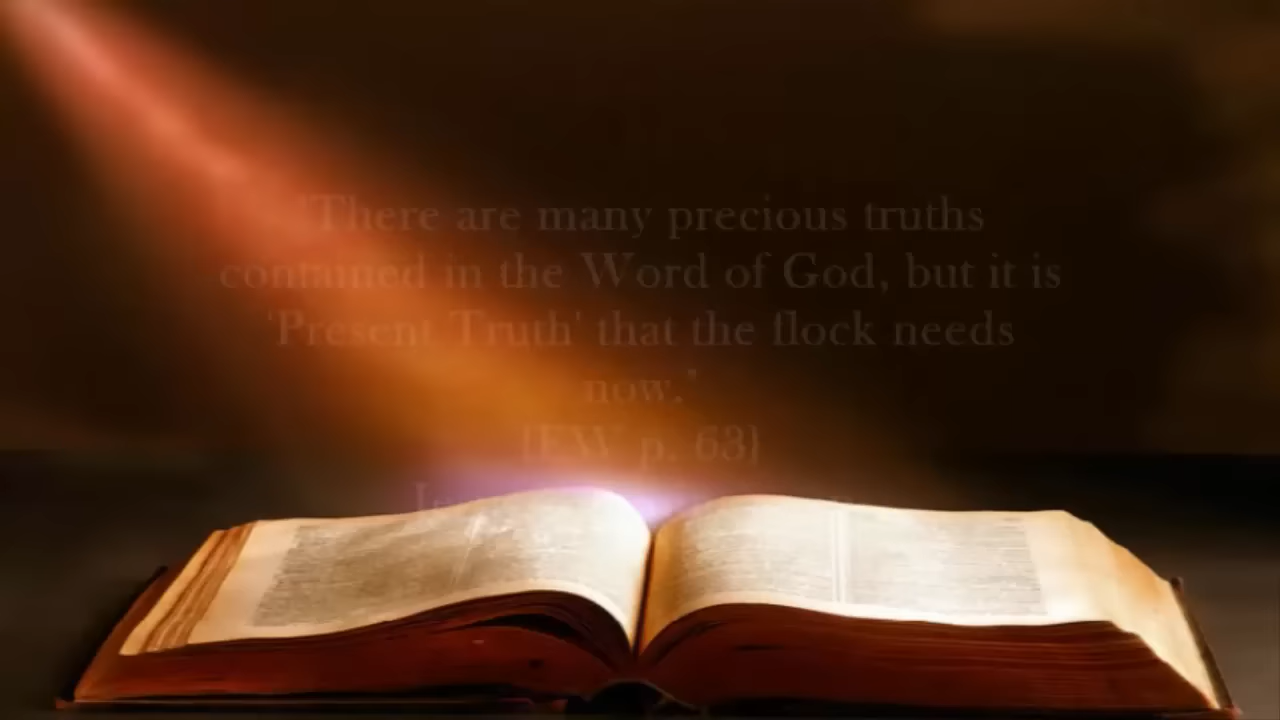 "There are many precious truths
contained in the Word of God, but it is
'Present Truth' that the flock needs
now."
{EW p. 63}